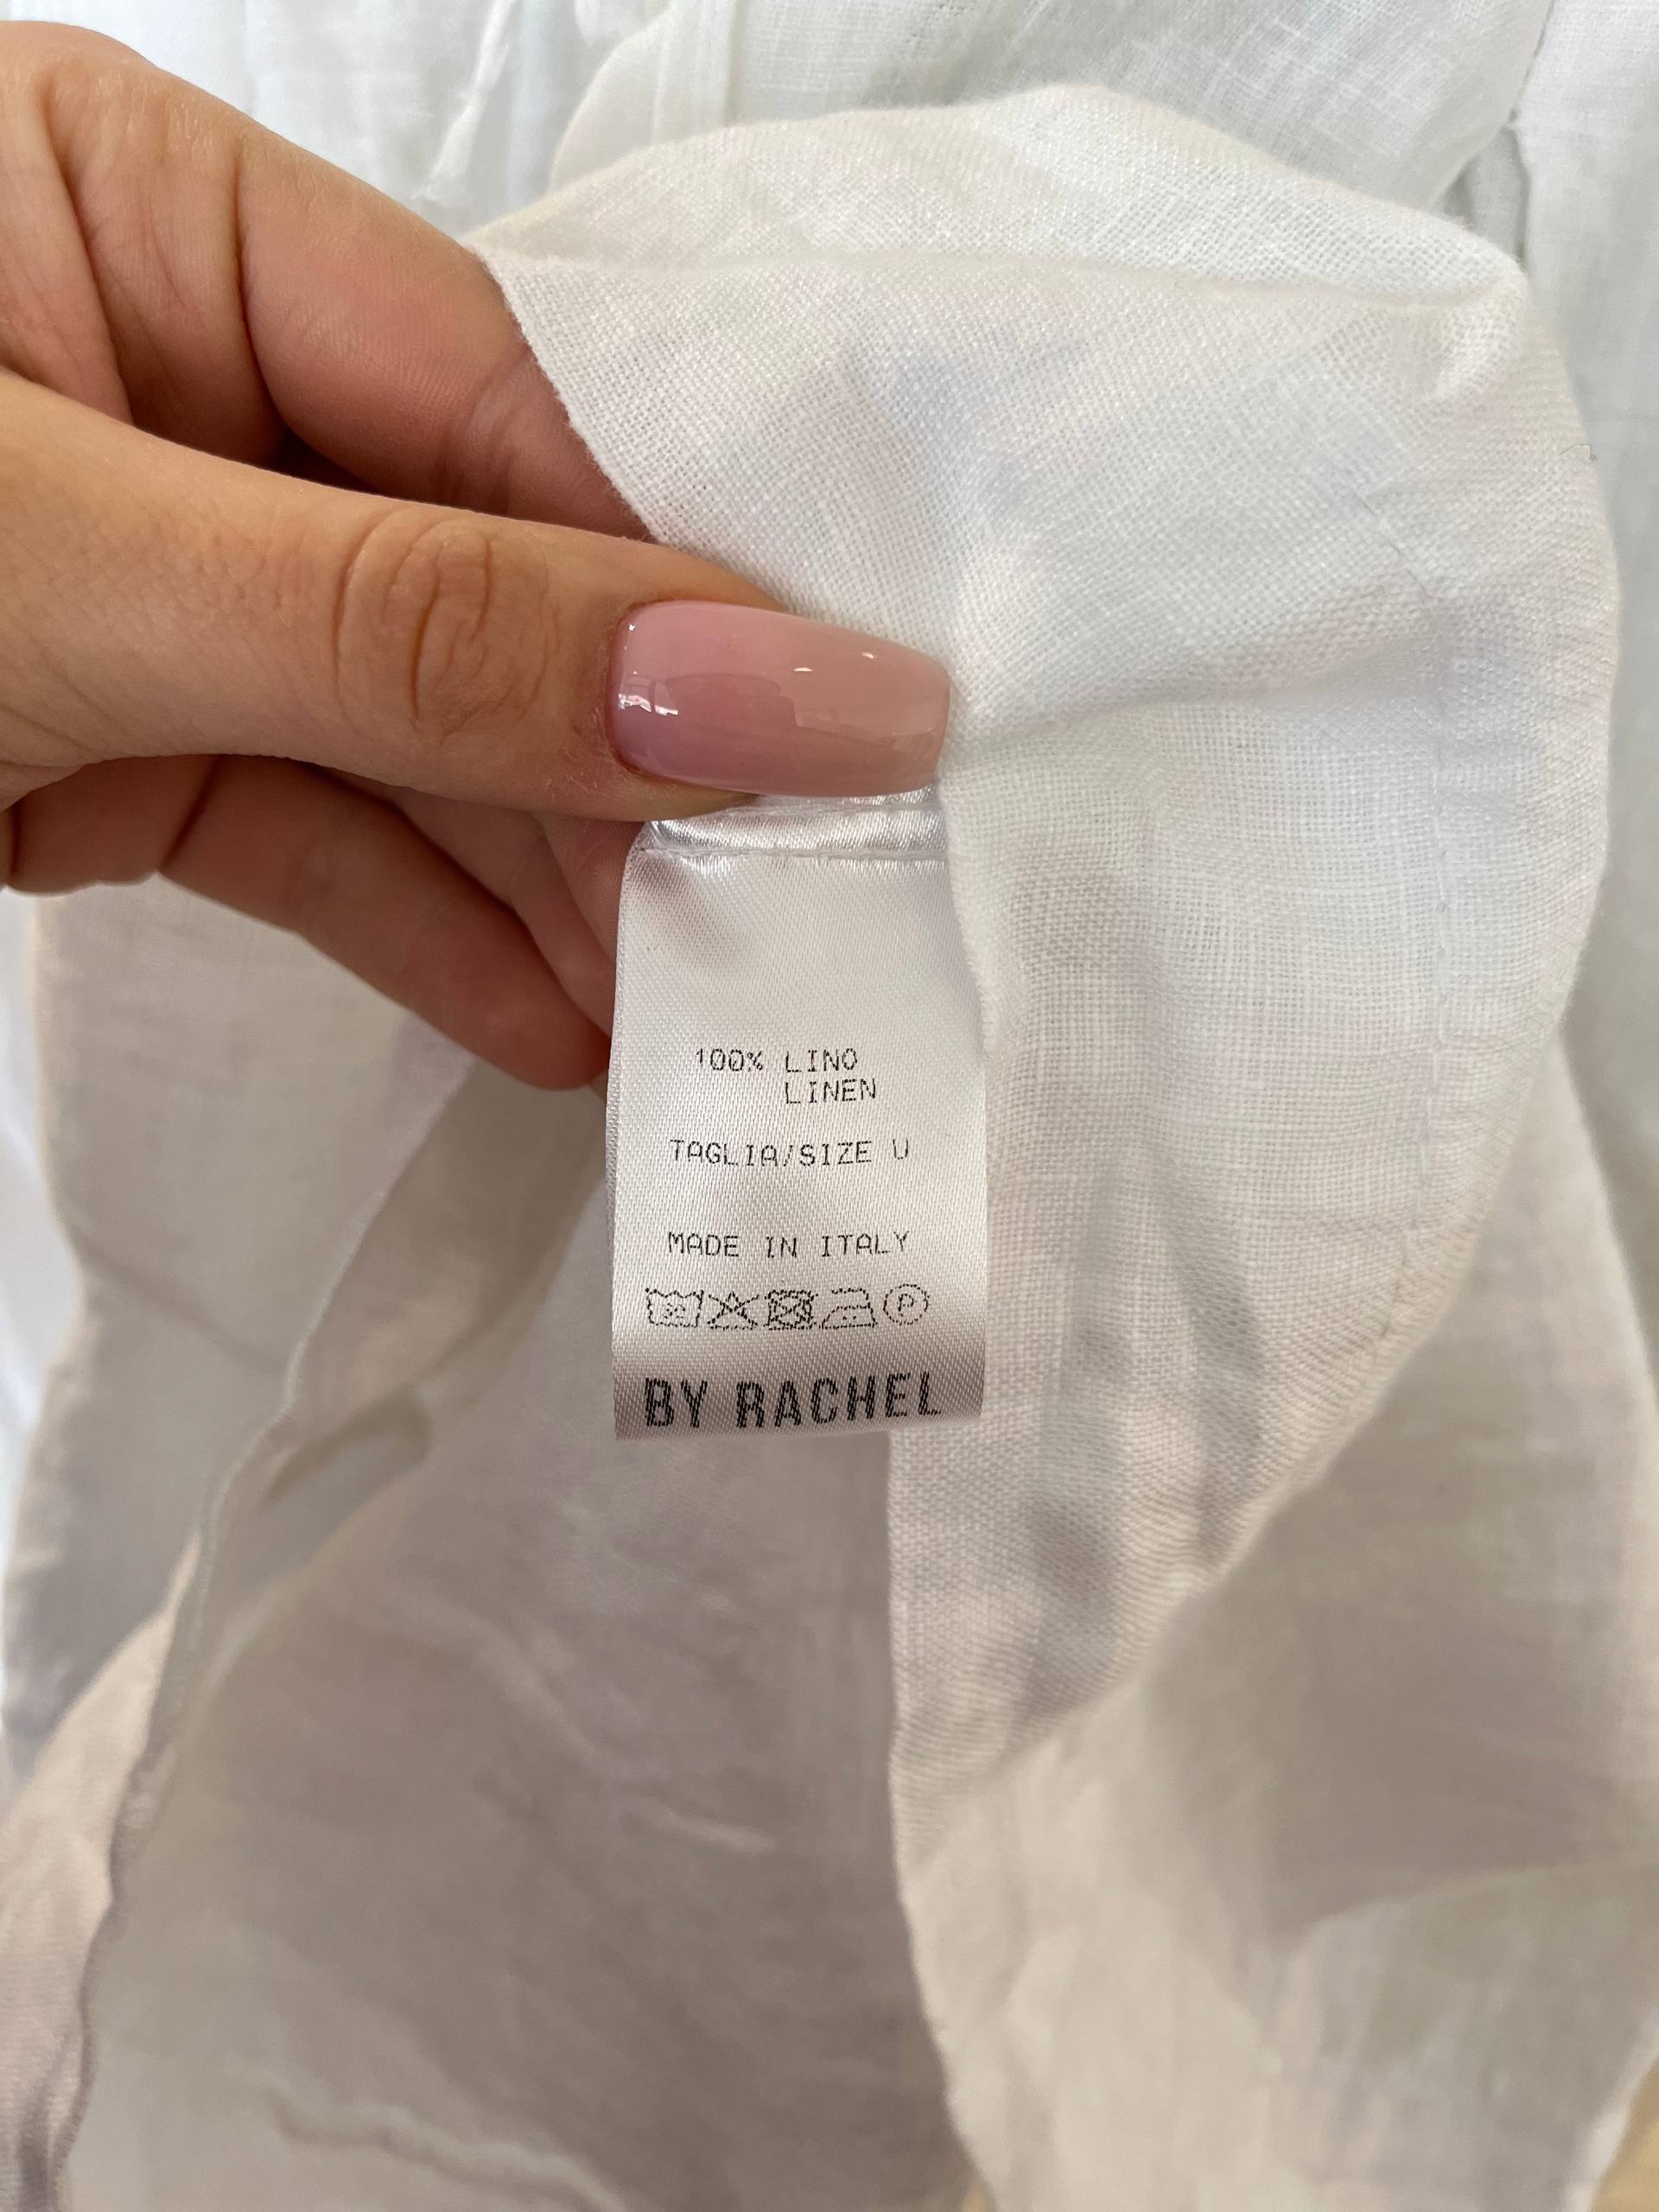 100% LINO
LINEN
TAGLIA/SIZE U
MADE IN ITALY
P
BY RACHEL